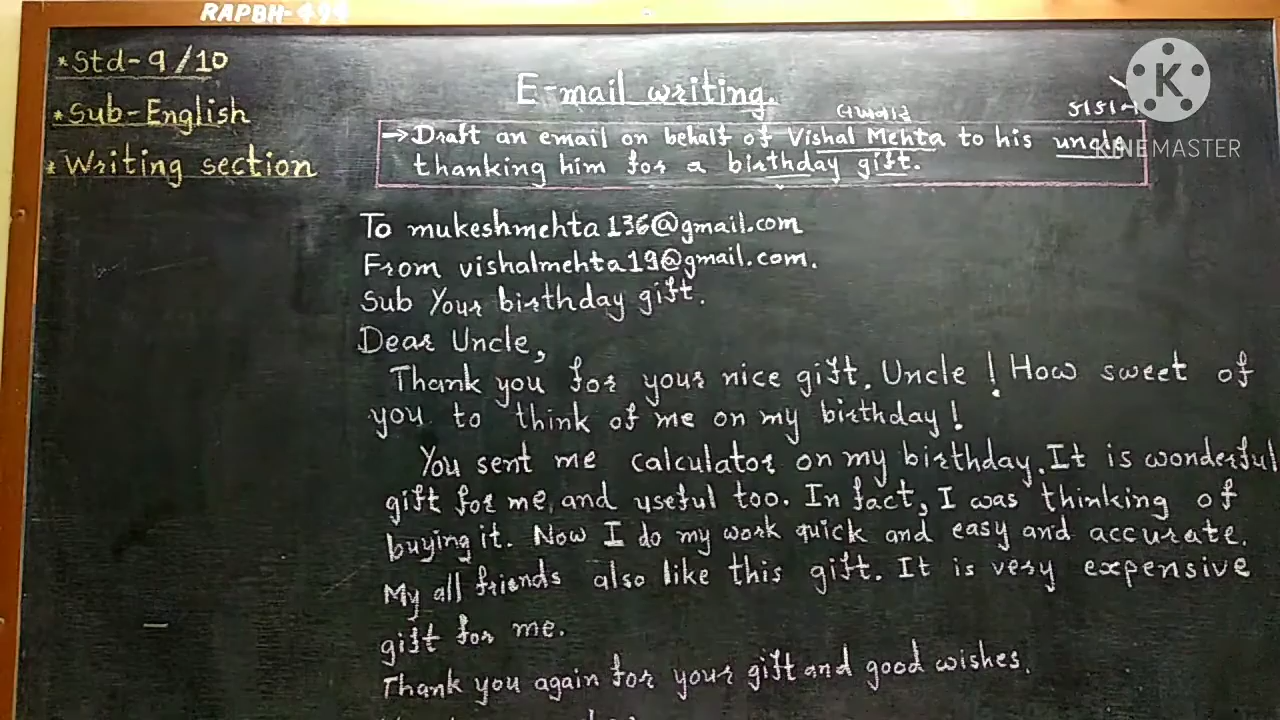 RAPBH-494
*Std-9/10
*Sub-English
*Writing section
E-mail writing.
લખનાર
→Draft an email on behalf of Vishal Mehta to his uncle
thanking him for a birthday gift.
K
KINEMASTER
To mukeshmehta136@gmail.com
From vishalmehta19@gmail.com.
Sub Your birthday gift.
Dear Uncle,
Thank you for your nice gift. Uncle ! How sweet of
you to think of me on my birthday!
You sent me calculator on my birthday. It is wonderful
gift for me, and useful too. In fact, I was thinking of
buying it. Now I do my work quick and easy and accurate.
My all friends also like this gift. It is very expensive
gift for me.
Thank you again for your gift and good wishes.